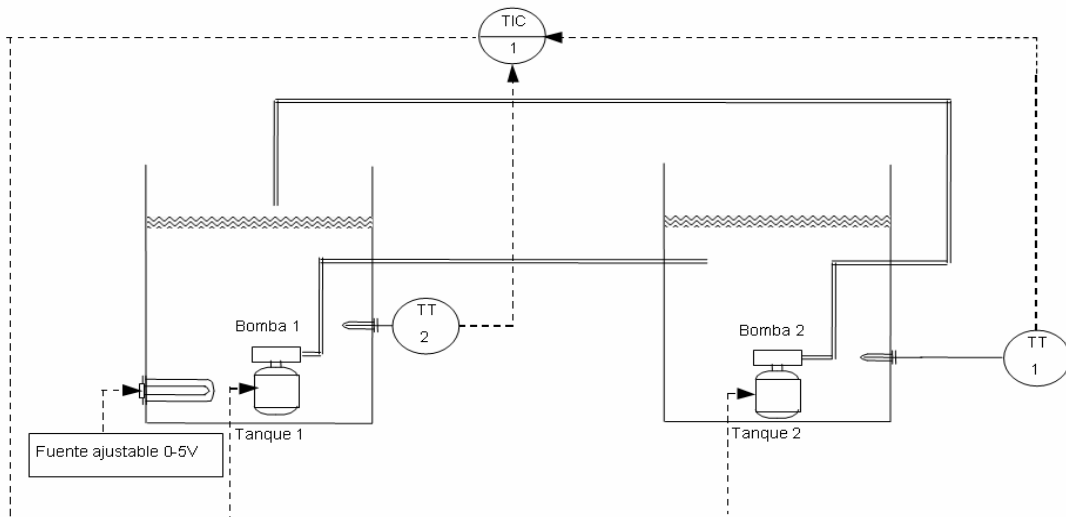 TIC
1
Bomba 1
TT
2
Bomba 2
TT
1
Fuente ajustable 0-5V
Tanque 1
Tanque 2